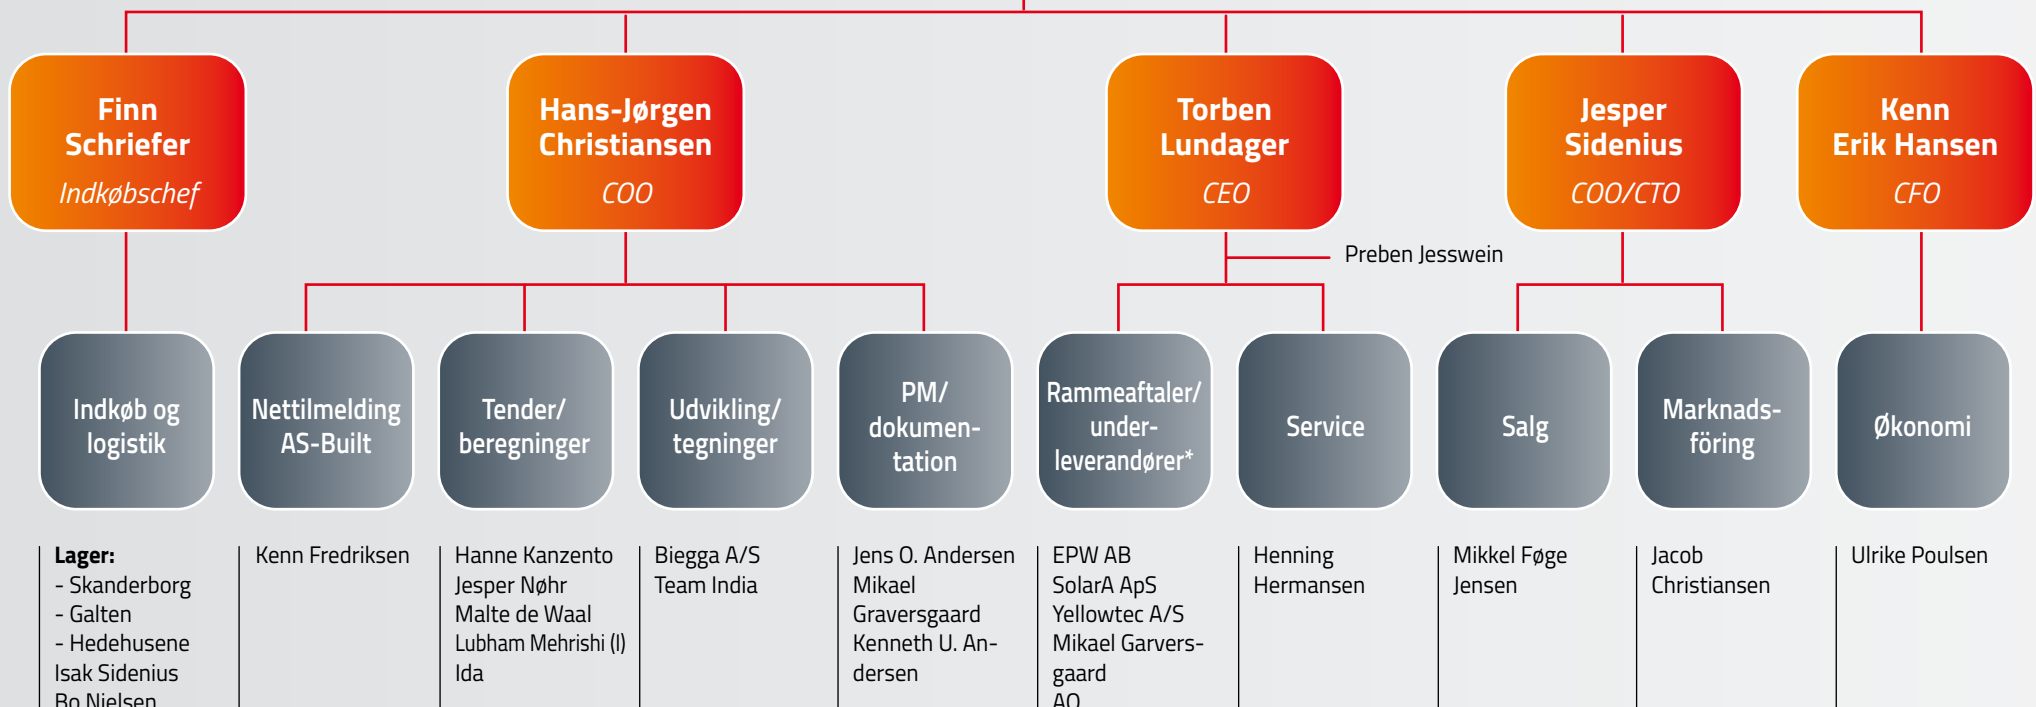 Finn
Schriefer
Indkøbschef
Hans-Jørgen
Christiansen
COO
Torben
Lundager
CEO
Jesper
Sidenius
COO/CTO
Kenn
Erik Hansen
CFO
Preben Jesswein
Indkøb og
logistik
Nettilmelding
AS-Built
Tender/
beregninger
Udvikling/
tegninger
PM/
dokumen-
tation
Rammeaftaler/
under-
leverandører*
Service
Salg
Marknads-
föring
Økonomi
Lager:
- Skanderborg
- Galten
- Hedehusene
Isak Sidenius
Bo Nielsen
Kenn Fredriksen
Hanne Kanzento
Jesper Nøhr
Malte de Waal
Lubham Mehrishi (I)
Ida
Biegga A/S
Team India
Jens O. Andersen
Mikael
Graversgaard
Kenneth U. An-
dersen
EPW AB
SolarA ApS
Yellowtec A/S
Mikael Garvers-
gaard
AO
Henning
Hermansen
Mikkel Føge
Jensen
Jacob
Christiansen
Ulrike Poulsen